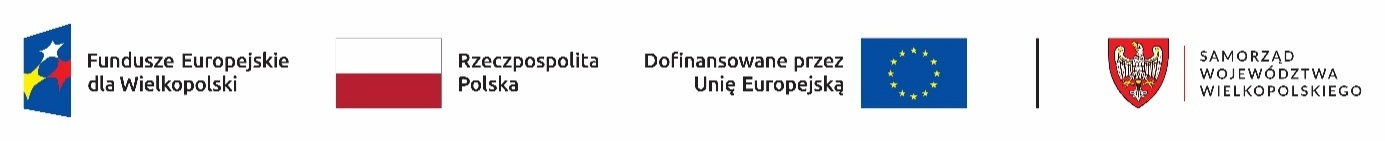 Fundusze Europejskie
dla Wielkopolski
Rzeczpospolita
Polska
Dofinansowane przez
Unię Europejską
SAMORZĄD
WOJEWÓDZTWA
WIELKOPOLSKIEGO